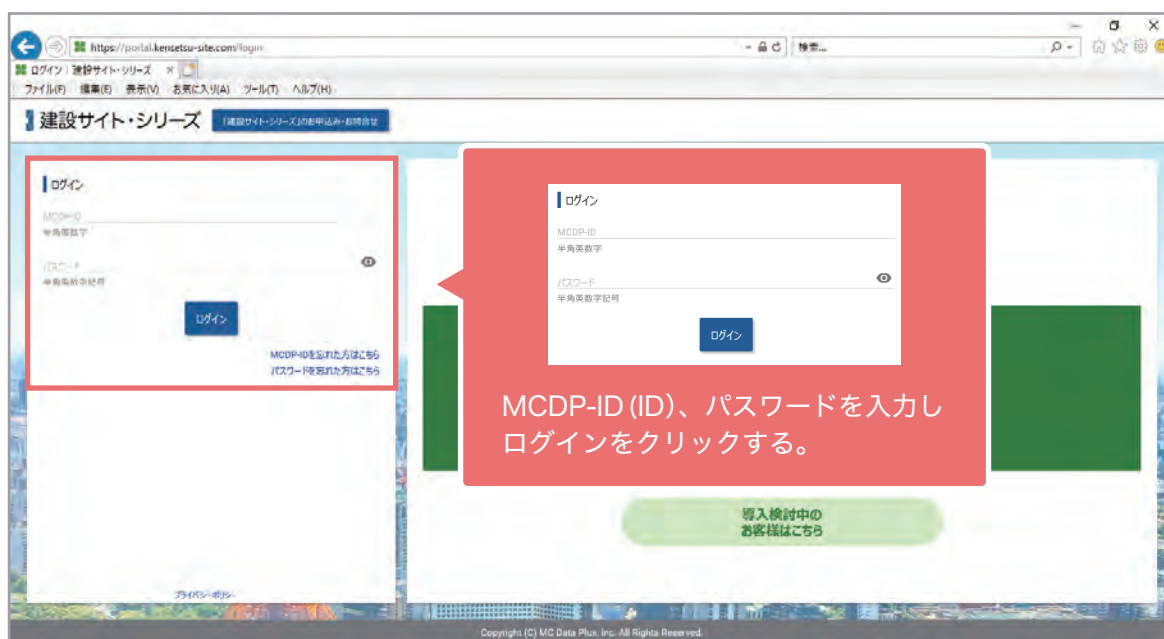 https://portal.kensetsu-site.com/login
検索...
ログイン | 建設サイト・シリーズ
ファイル(F) 編集(E) 表示(V) お気に入り(A) ツール(T) ヘルプ(H)
建設サイト・シリーズ
「建設サイト・シリーズ」のお申込み・お問合せ
ログイン
MCDP-ID
半角英数字
パスワード
半角英数字記号
ログイン
MCDP-IDを忘れた方はこちら
パスワードを忘れた方はこちら
プライバシーポリシー
ログイン
MCDP-ID
半角英数字
パスワード
半角英数字記号
ログイン
MCDP-ID (ID)、パスワードを入力し
ログインをクリックする。
導入検討中の
お客様はこちら
Copyright (C) MC Data Plus, Inc. All Rights Reserved.